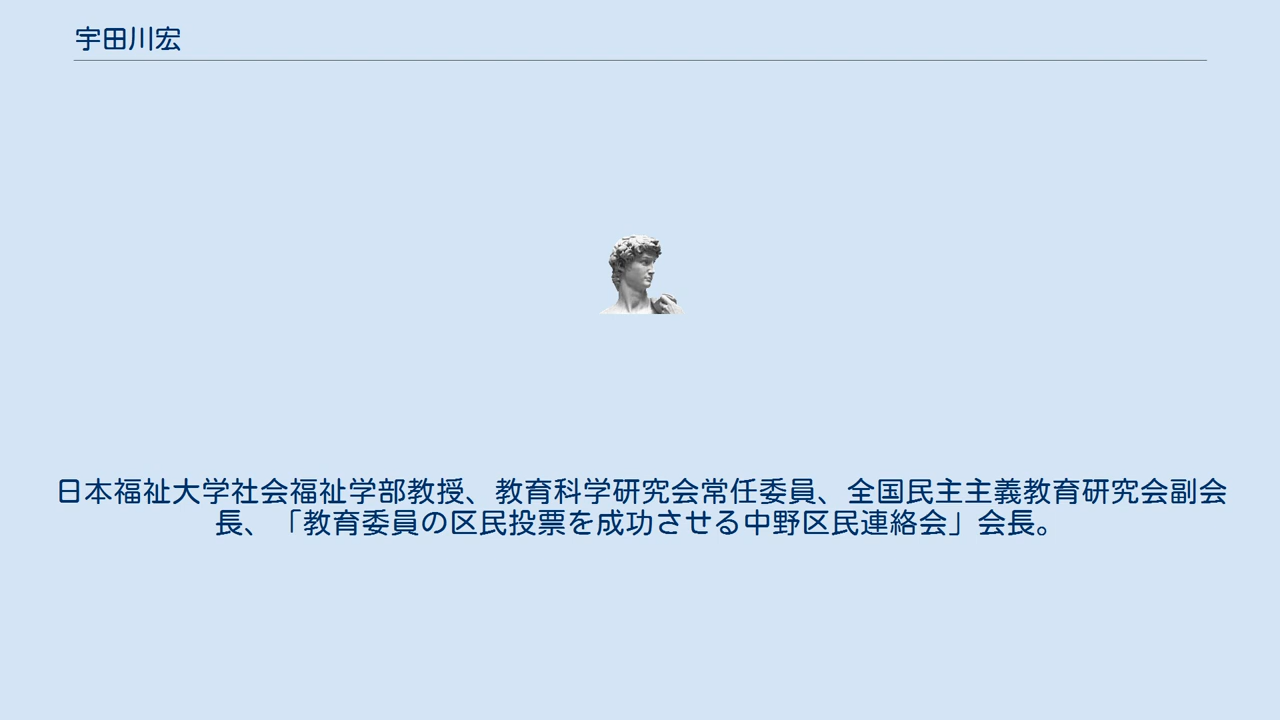 宇田川宏
日本福祉大学社会福祉学部教授、教育科学研究会常任委員、全国民主主義教育研究会副会
長、「教育委員の区民投票を成功させる中野区民連絡会」会長。